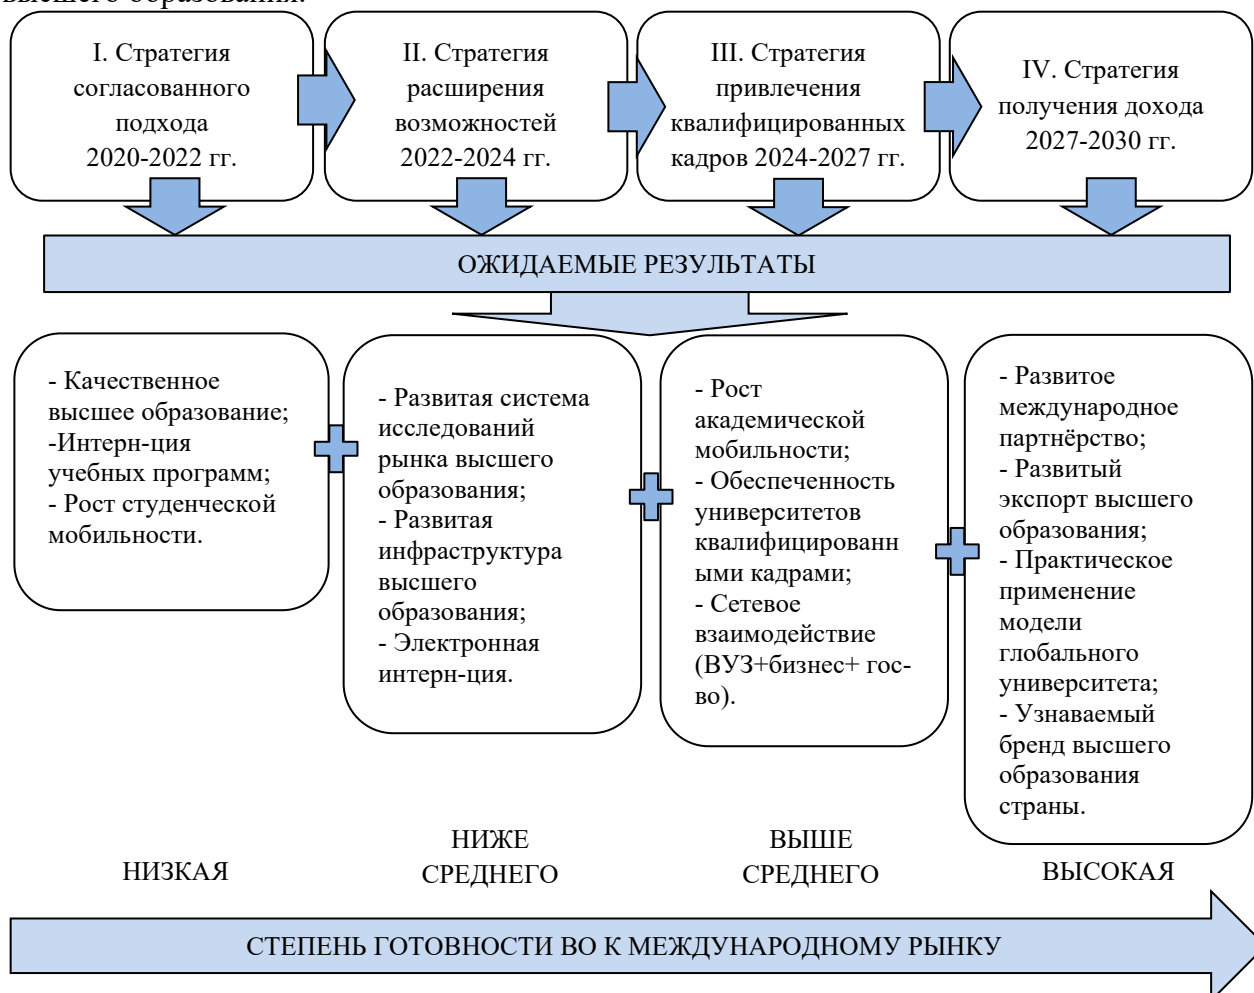 высшего образования.
I. Стратегия
согласованного
подхода
2020-2022 гг.
II. Стратегия
расширения
возможностей
2022-2024 гг.
III. Стратегия
привлечения
квалифицированных
кадров 2024-2027 гг.
IV. Стратегия
получения дохода
2027-2030 гг.
ОЖИДАЕМЫЕ РЕЗУЛЬТАТЫ
- Качественное
высшее образование;
-Интерн-ция
учебных программ;
- Рост студенческой
мобильности.
- Развитая система
исследований
рынка высшего
образования;
- Развитая
инфраструктура
высшего
образования;
- Электронная
интерн-ция.
- Рост
академической
мобильности;
- Обеспеченность
университетов
квалифицированн
ыми кадрами;
- Сетевое
взаимодействие
(ВУЗ+бизнес+ гос-
во).
- Развитое
международное
партнёрство;
- Развитый
экспорт высшего
образования;
- Практическое
применение
модели
глобального
университета;
- Узнаваемый
бренд высшего
образования
страны.
НИЗКАЯ
НИЖЕ
СРЕДНЕГО
ВЫШЕ
СРЕДНЕГО
ВЫСОКАЯ
СТЕПЕНЬ ГОТОВНОСТИ ВО К МЕЖДУНАРОДНОМУ РЫНКУ